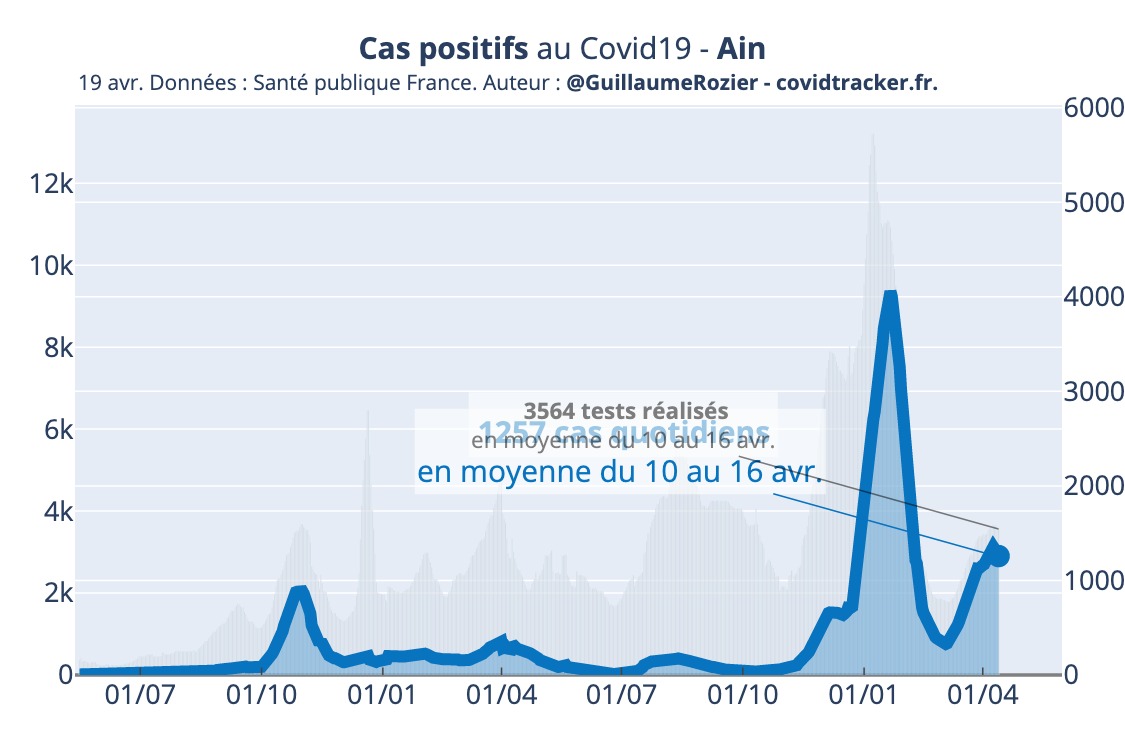 Cas positifs au Covid19 - Ain
19 avr. Données : Santé publique France. Auteur : @GuillaumeRozier - covidtracker.fr.
6000
12k
5000
10k
4000
8k
3000
3564 tests réalisés
6k
1257 cas quotidiens
en moyenne du 10 au 16 avr.
en moyenne du 10 au 16 avr.
2000
4k
2k
1000
0
0
01/07 01/10 01/01 01/04 01/07 01/10 01/01 01/04